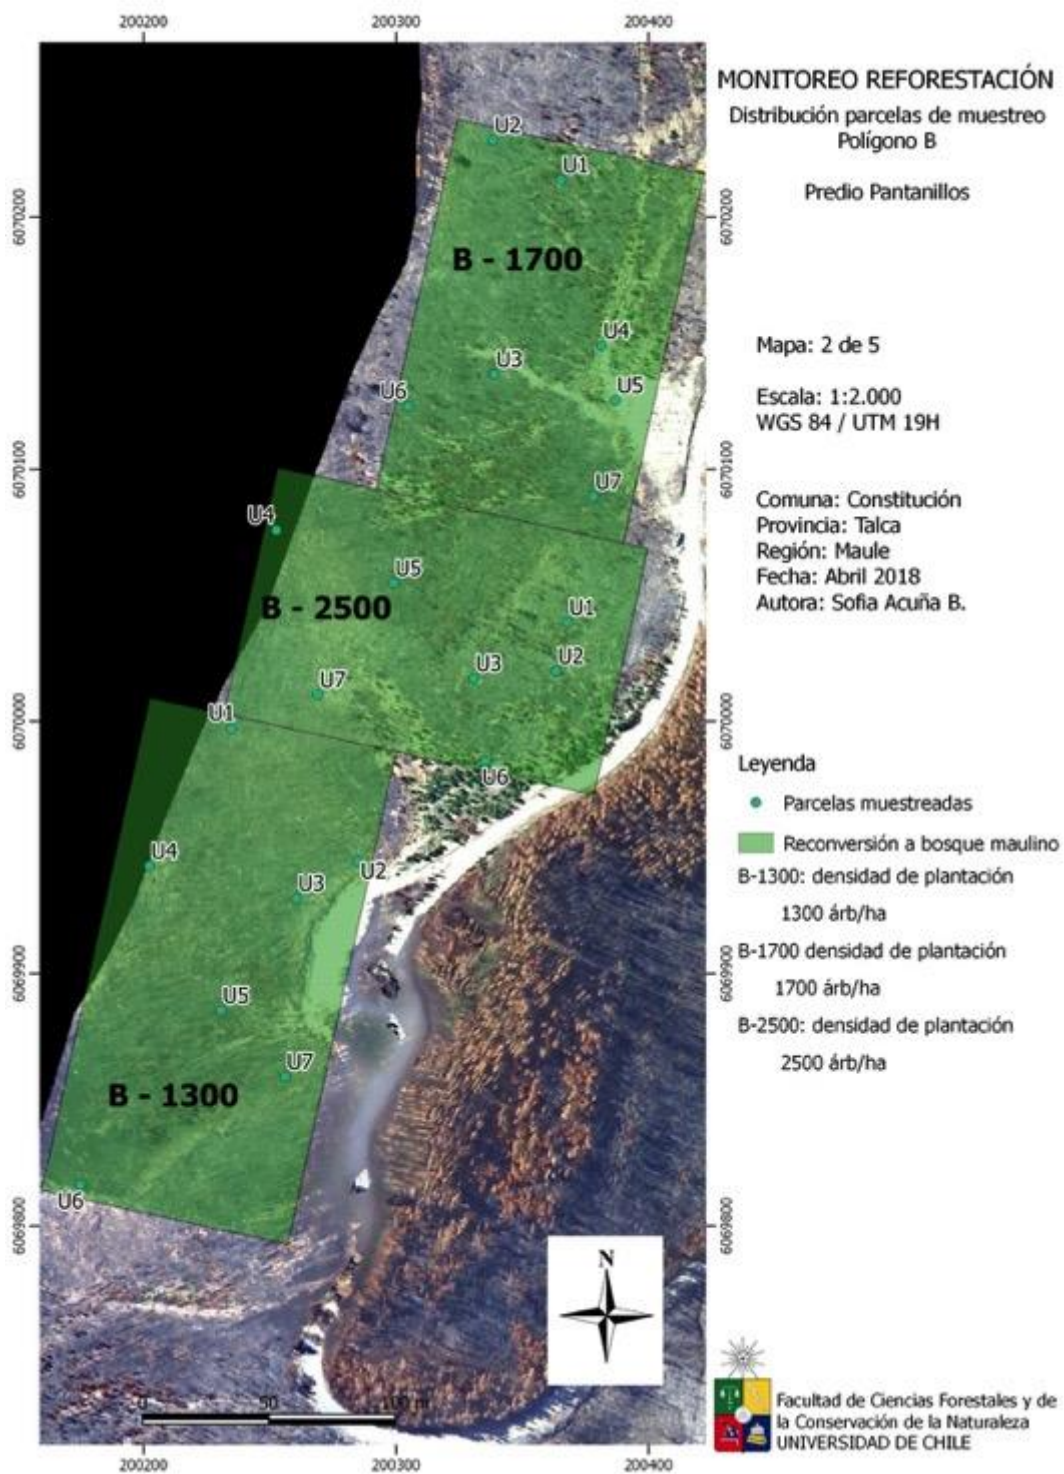 200200
200300
200400
MONITOREO REFORESTACIÓN
Distribución parcelas de muestreo
Polígono B
Predio Pantanillos
Mapa: 2 de 5
Escala: 1:2.000
WGS 84 / UTM 19H
Comuna: Constitución
Provincia: Talca
Región: Maule
Fecha: Abril 2018
Autora: Sofia Acuña B.
Leyenda
Parcelas muestreadas
Reconversión a bosque maulino
B-1300: densidad de plantación
1300 árb/ha
B-1700 densidad de plantación
1700 árb/ha
B-2500: densidad de plantación
2500 árb/ha
6070200
6070200
6070100
6070100
6070000
6070000
6069900
6069900
6069800
6069800
U2
U1
B - 1700
U4
U3
U5
U6
U7
U4
U5
B - 2500
U1
U2
U3
U7
U6
U1
U4
U2
U3
U5
U7
B - 1300
U6
N
0
50
100 m
200200
200300
200400
Facultad de Ciencias Forestales y de
la Conservación de la Naturaleza
UNIVERSIDAD DE CHILE